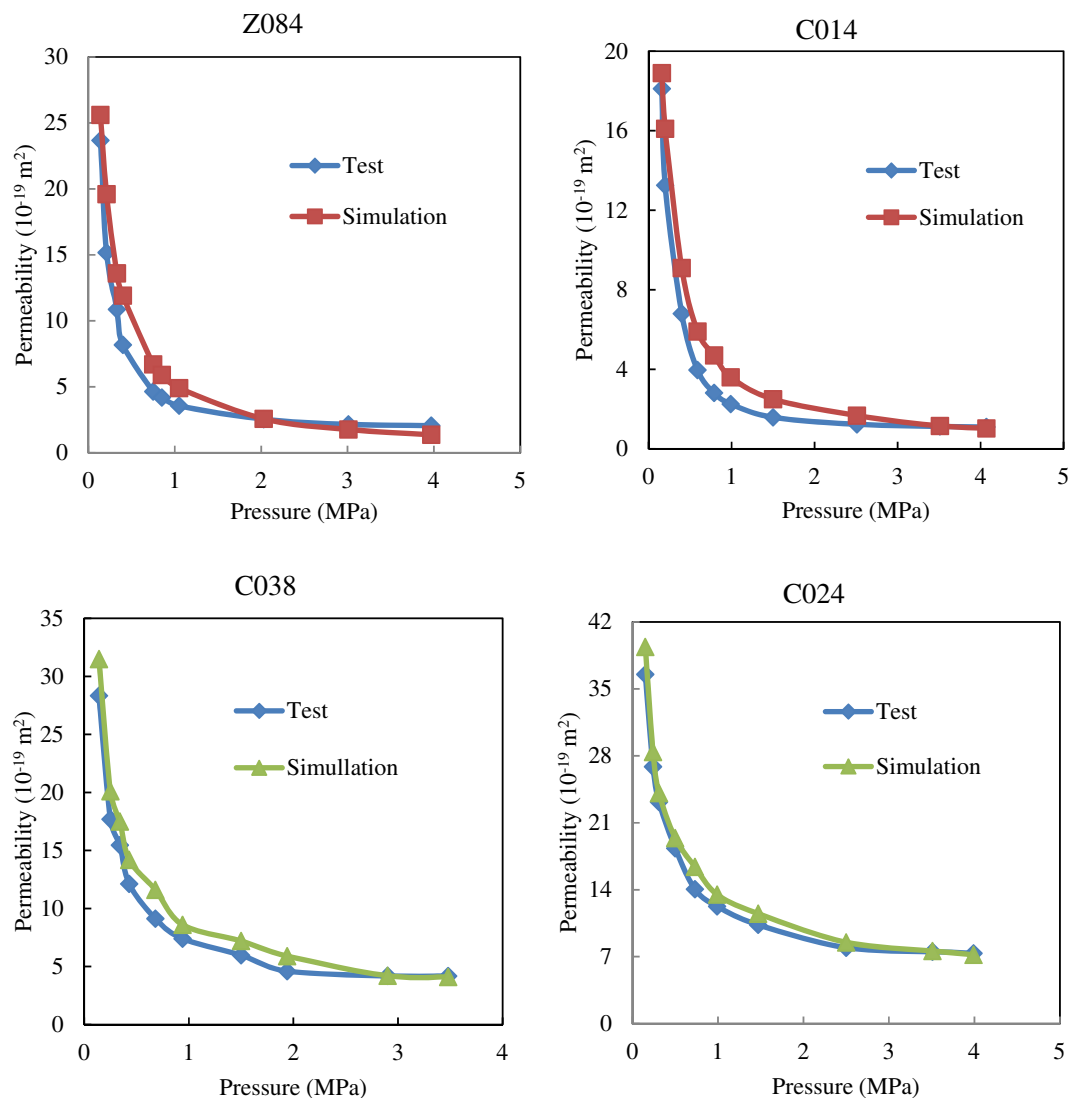 Z084
30
25
20
15
10
5
0
Permeability (10⁻¹⁹ m²)
Test
Simulation
0 1 2 3 4 5
Pressure (MPa)
C014
20
16
12
8
4
0
Permeability (10⁻¹⁹ m²)
Test
Simulation
0 1 2 3 4 5
Pressure (MPa)
C038
35
30
25
20
15
10
5
0
Permeability (10⁻¹⁹ m²)
Test
Simullation
0 1 2 3 4
Pressure (MPa)
C024
42
35
28
21
14
7
0
Permeability (10⁻¹⁹ m²)
Test
Simulation
0 1 2 3 4 5
Pressure (MPa)